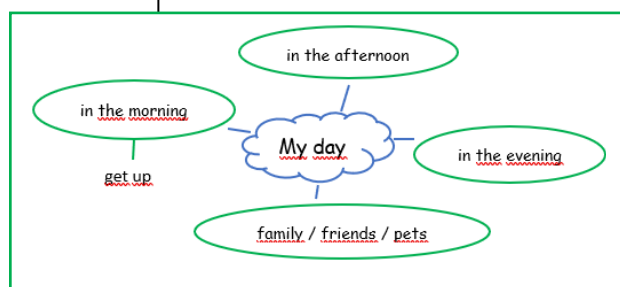 in the afternoon
in the morning
My day
in the evening
get up
family / friends / pets